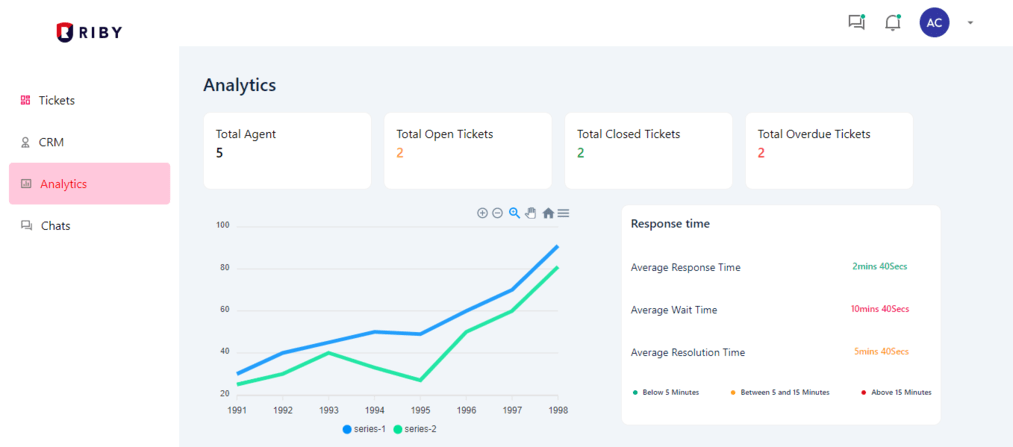 RIBY
AC
Tickets
CRM
Analytics
Chats
Analytics
Total Agent
5
Total Open Tickets
2
Total Closed Tickets
2
Total Overdue Tickets
2
100
80
60
40
20
1991 1992 1993 1994 1995 1996 1997 1998
series-1 series-2
Response time
Average Response Time 2mins 40Secs
Average Wait Time 10mins 40Secs
Average Resolution Time 5mins 40Secs
Below 5 Minutes Between 5 and 15 Minutes Above 15 Minutes